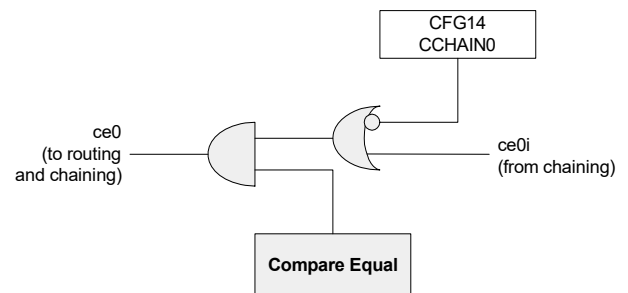 CFG14
CCHAIN0
ce0
(to routing
and chaining)
ce0i
(from chaining)
Compare Equal